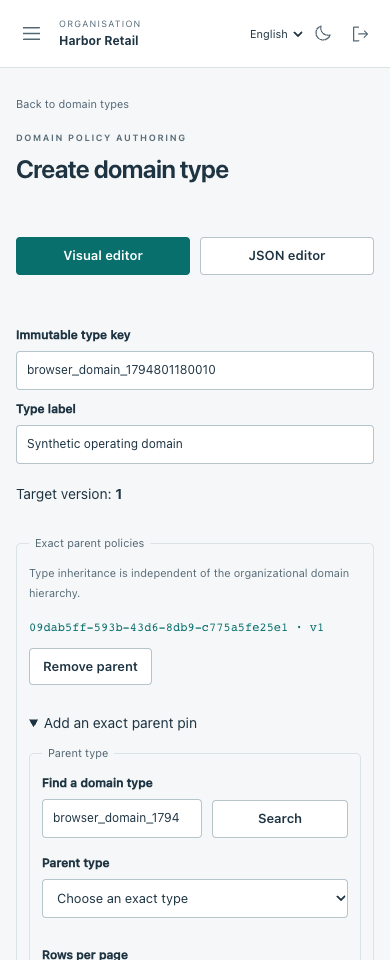 ORGANISATION
Harbor Retail
English
Back to domain types
DOMAIN POLICY AUTHORING
Create domain type
Visual editor
JSON editor
Immutable type key
browser_domain_1794801180010
Type label
Synthetic operating domain
Target version: 1
Exact parent policies
Type inheritance is independent of the organizational domain
hierarchy.
09dab5ff-593b-43d6-8db9-c775a5fe25e1 · v1
Remove parent
▼ Add an exact parent pin
Parent type
Find a domain type
browser_domain_1794
Search
Parent type
Choose an exact type
Rows per page